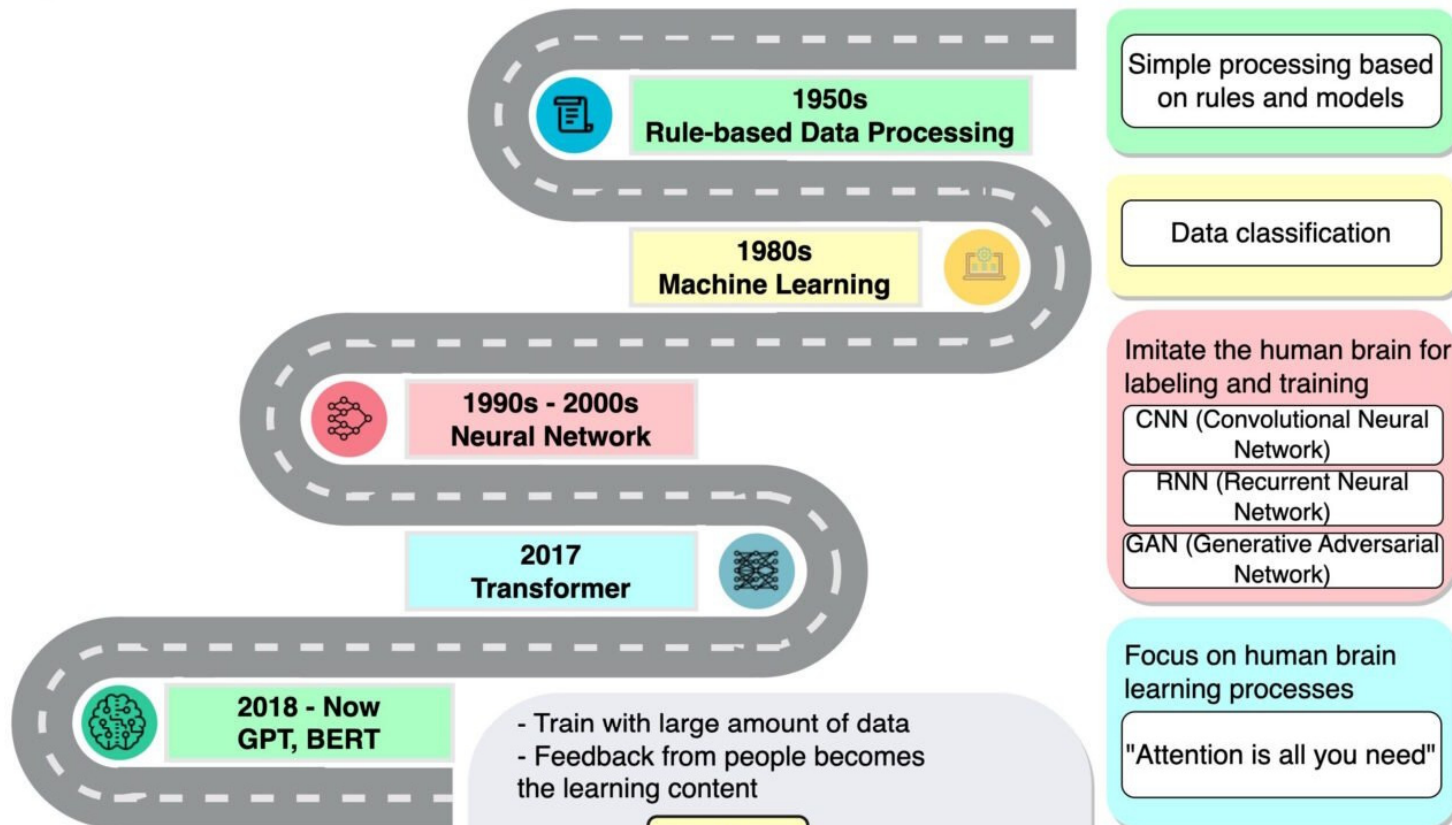 1950s
Rule-based Data Processing
Simple processing based
on rules and models
1980s
Machine Learning
Data classification
1990s - 2000s
Neural Network
Imitate the human brain for
labeling and training
CNN (Convolutional Neural
Network)
RNN (Recurrent Neural
Network)
GAN (Generative Adversarial
Network)
2017
Transformer
Focus on human brain
learning processes
"Attention is all you need"
2018 - Now
GPT, BERT
- Train with large amount of data
- Feedback from people becomes
the learning content